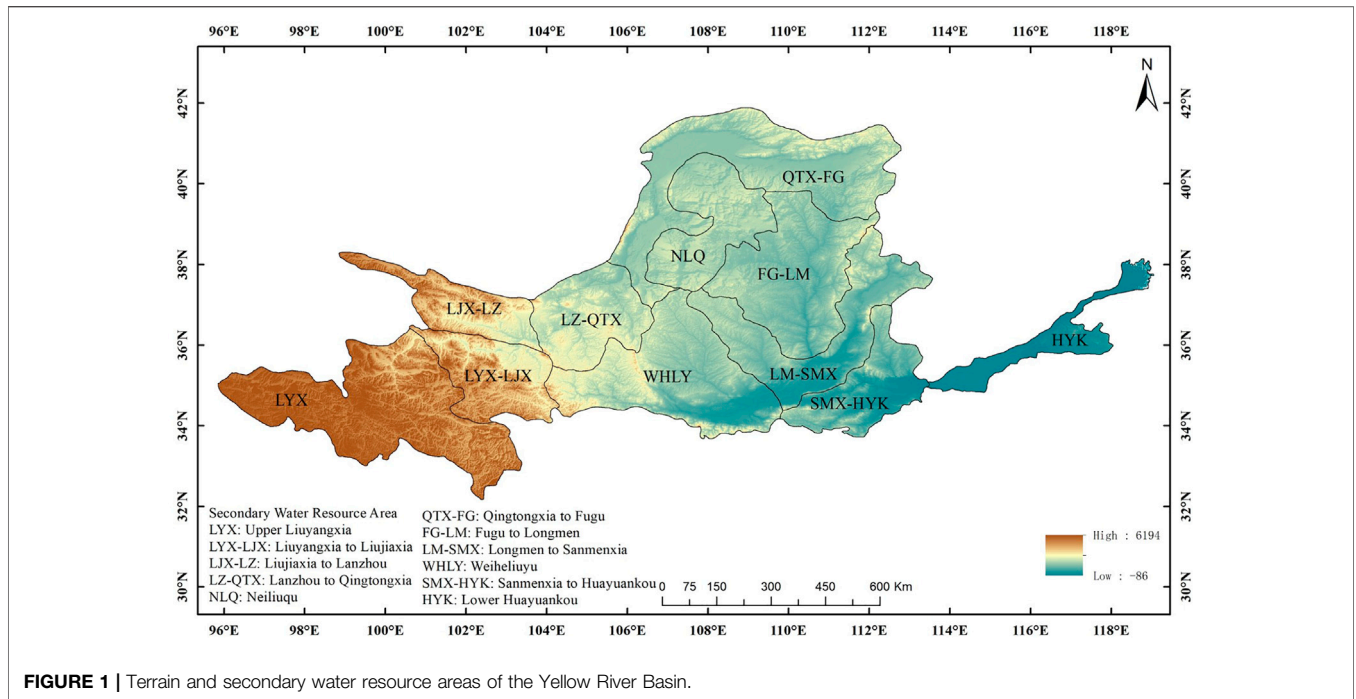 96°E 98°E 100°E 102°E 104°E 106°E 108°E 110°E 112°E 114°E 116°E 118°E
N
42°N 42°N
40°N 40°N
38°N 38°N
36°N 36°N
34°N 34°N
32°N 32°N
30°N 30°N
QTX-FG
NLQ
FG-LM
LJX-LZ
LZ-QTX
HYK
LYX-LJX
WHLY
LM-SMX
LYX
SMX-HYK
Secondary Water Resource Area
LYX: Upper Liuyangxia
LYX-LJX: Liuyangxia to Liujiaxia
LJX-LZ: Liujiaxia to Lanzhou
LZ-QTX: Lanzhou to Qingtongxia
NLQ: Neiliuqu
QTX-FG: Qingtongxia to Fugu
FG-LM: Fugu to Longmen
LM-SMX: Longmen to Sanmenxia
WHLY: Weiheliuyu
SMX-HYK: Sanmenxia to Huayuankou
HYK: Lower Huayuankou
0 75 150 300 450 600 Km
High : 6194
Low : -86
96°E 98°E 100°E 102°E 104°E 106°E 108°E 110°E 112°E 114°E 116°E 118°E
FIGURE 1 | Terrain and secondary water resource areas of the Yellow River Basin.